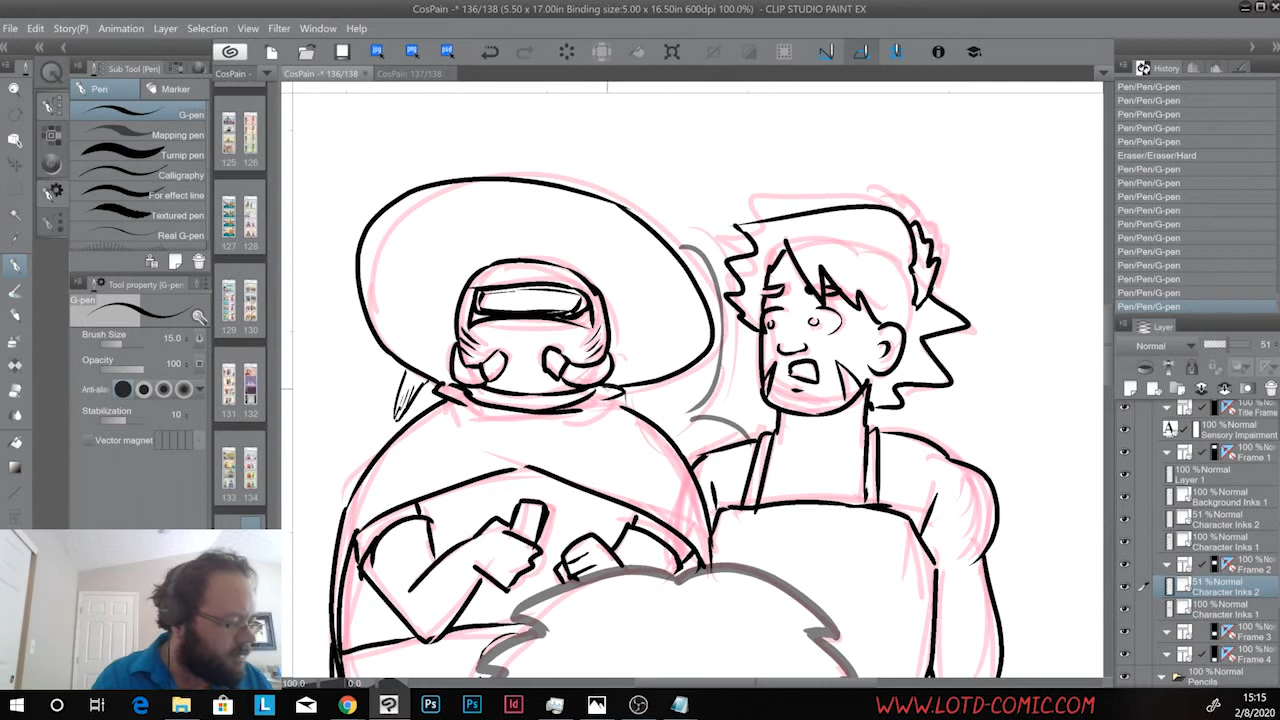 CosPain -* 136/138 (5.50 x 17.00in Binding size:5.00 x 16.50in 600dpi 100.0%) - CLIP STUDIO PAINT EX
File Edit Story(P) Animation Layer Selection View Filter Window Help
Sub Tool [Pen]
CosPain -
CosPain -* 136/138
CosPain 137/138
History
Pen
Marker
G-pen
Mapping pen
Turnip pen
Calligraphy
For effect line
Textured pen
Real G-pen
Tool property [G-pen]
G-pen
Brush Size 15.0
Opacity 100
Anti-alias
Stabilization 10
Vector magnet
125 126
127 128
129 130
131 132
133 134
Pen/Pen/G-pen
Pen/Pen/G-pen
Pen/Pen/G-pen
Pen/Pen/G-pen
Pen/Pen/G-pen
Eraser/Eraser/Hard
Pen/Pen/G-pen
Pen/Pen/G-pen
Pen/Pen/G-pen
Pen/Pen/G-pen
Pen/Pen/G-pen
Pen/Pen/G-pen
Pen/Pen/G-pen
Pen/Pen/G-pen
Pen/Pen/G-pen
Pen/Pen/G-pen
Pen/Pen/G-pen
Layer
Normal 51
100 %
Title Frame
100 %Normal
Sensory Impairment
100 %
Frame 1
100 %Normal
Layer 1
100 %Normal
Background Inks 1
51 %Normal
Character Inks 2
100 %Normal
Character Inks 1
100 %
Frame 2
51 %Normal
Character Inks 2
100 %Normal
Character Inks 1
100 %
Frame 3
100 %
Frame 4
100 %Normal
Pencils
100.0 0.0
WWW.LOTD-COMIC.COM
15:15
2/8/2020